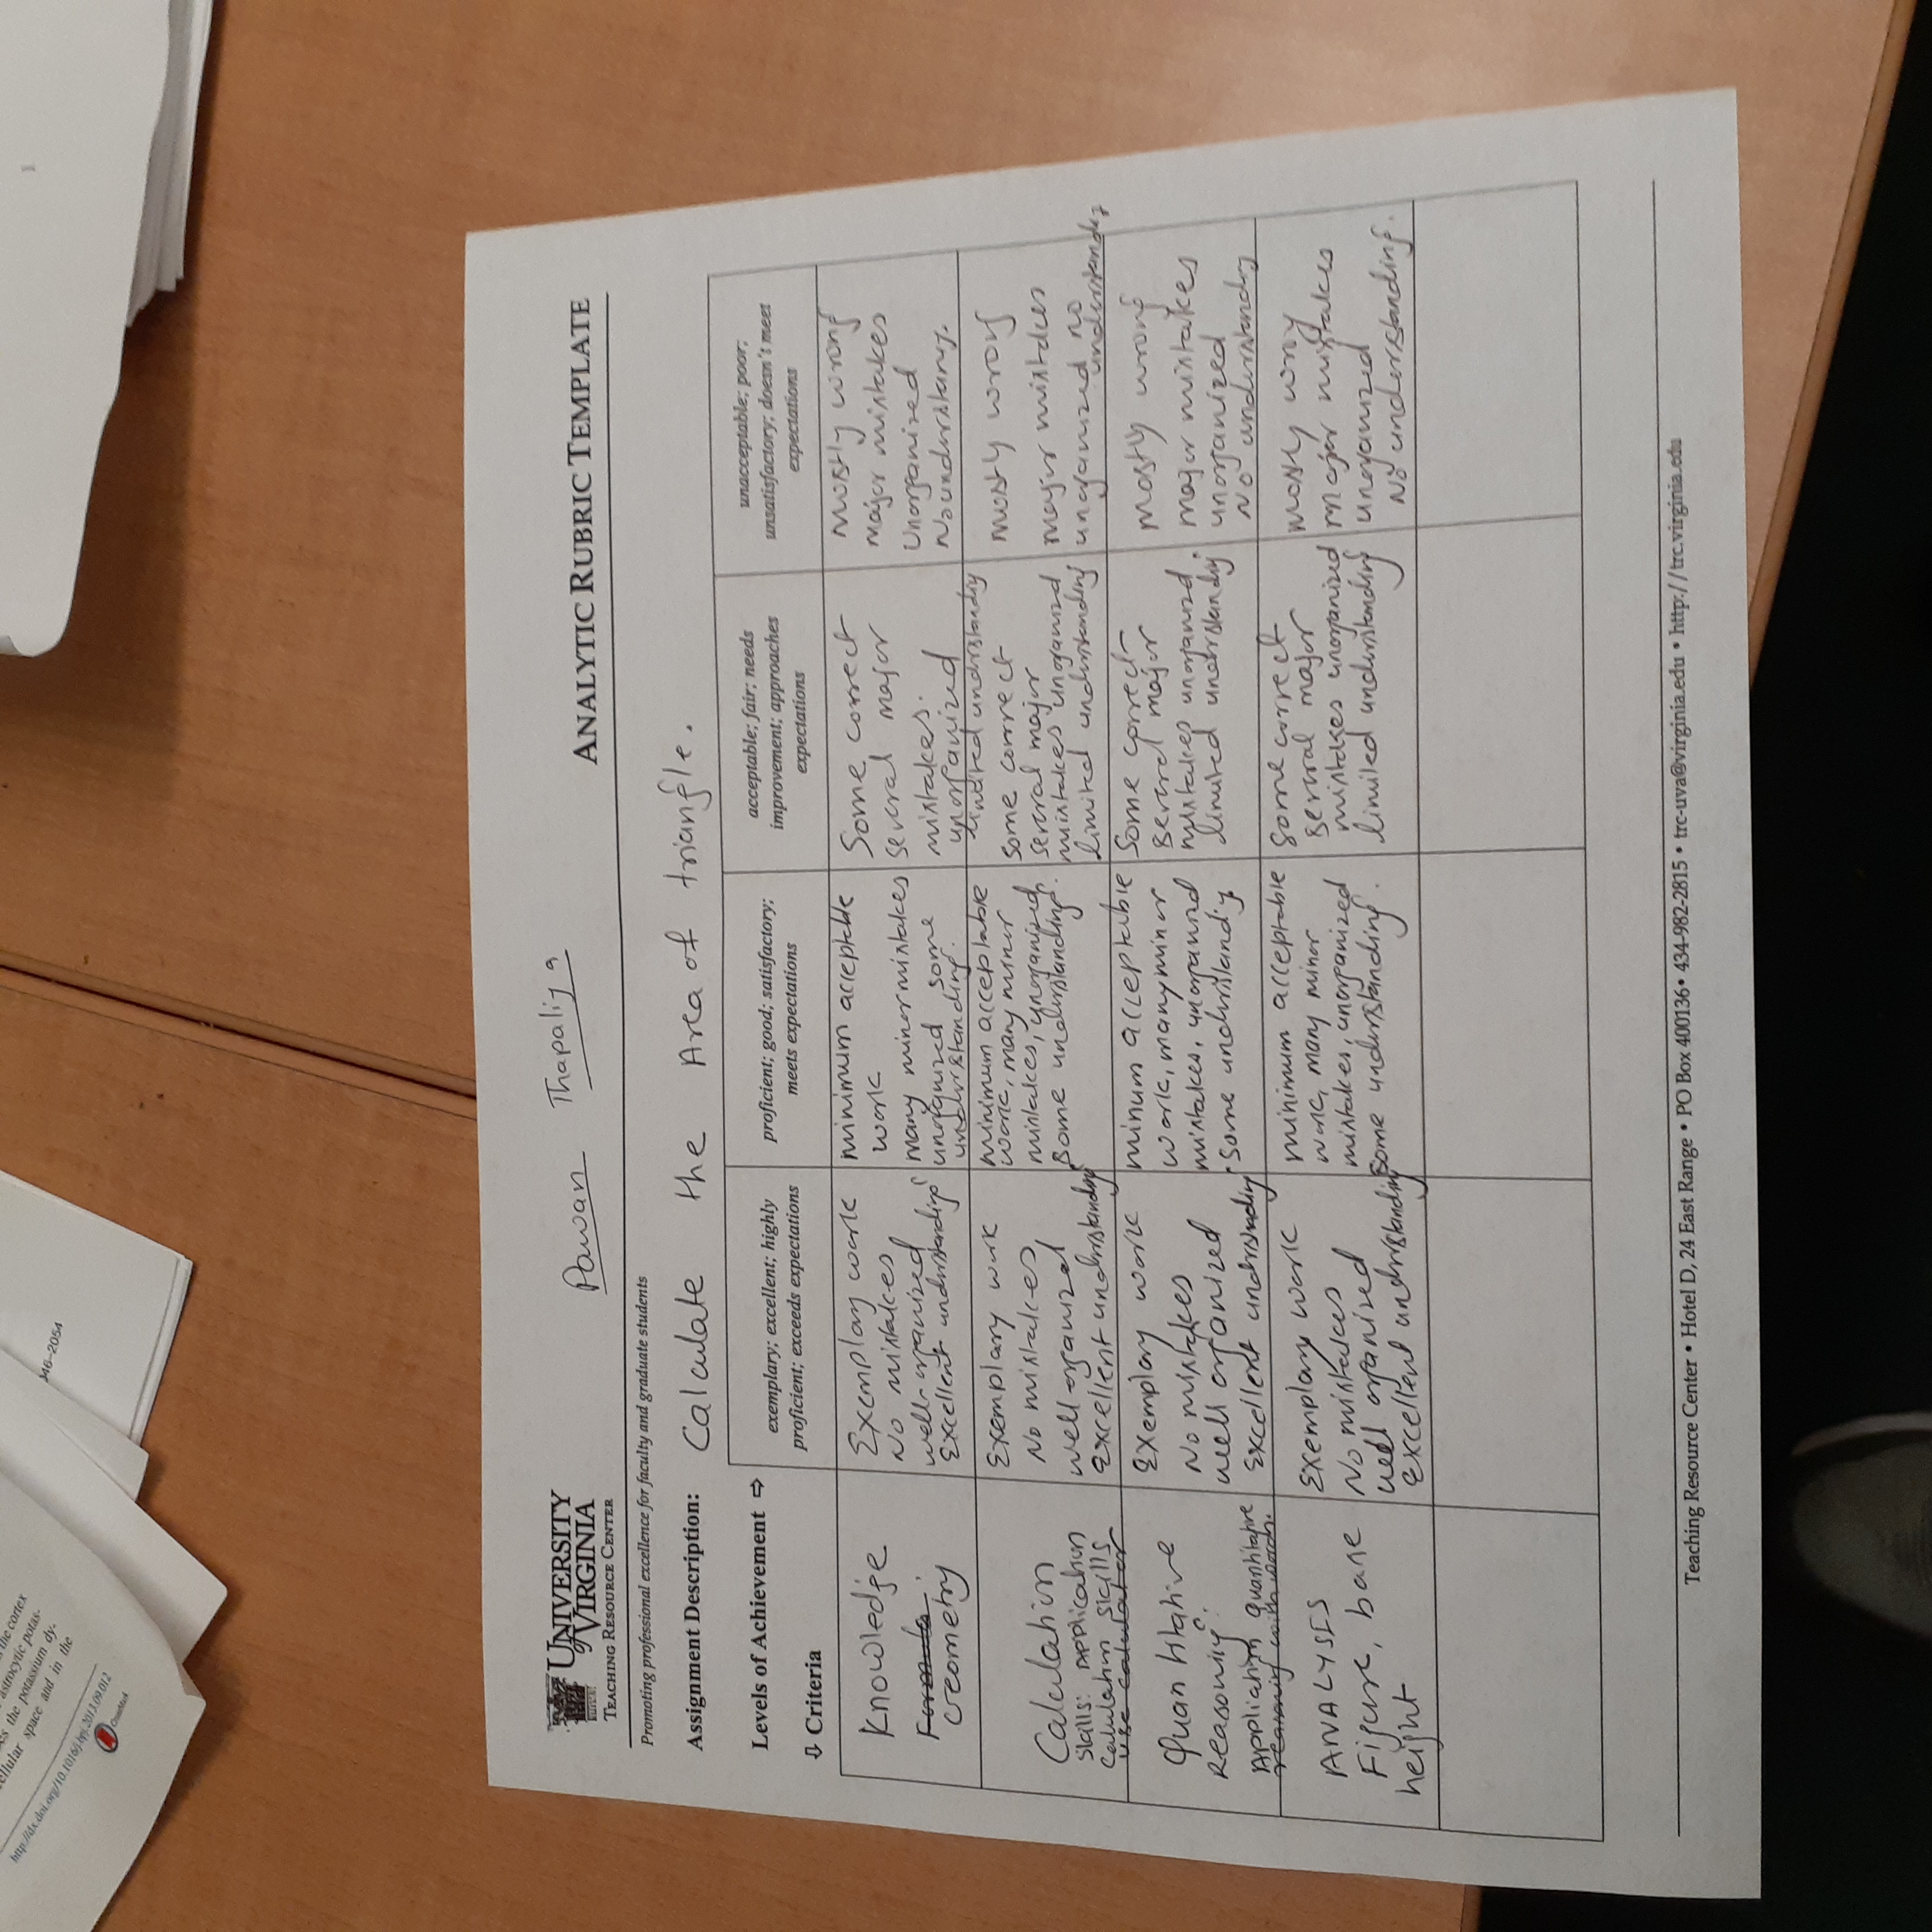 the cortex
astrocytic potas-
es the potassium dy-
cellular space and in the
http://dx.doi.org/10.1016/j.bpj.2013.09.012
CrossMark
046–2054
1
UNIVERSITY
of VIRGINIA
TEACHING RESOURCE CENTER
Pawan Thapaliya
ANALYTIC RUBRIC TEMPLATE
Promoting professional excellence for faculty and graduate students
Assignment Description: Calculate the Area of triangle.
Levels of Achievement ⇨
⇩ Criteria
exemplary; excellent; highly
proficient; exceeds expectations
proficient; good; satisfactory;
meets expectations
acceptable; fair; needs
improvement; approaches
expectations
unacceptable; poor;
unsatisfactory; doesn't meet
expectations
Knowledge
Formula
Geometry
Exemplary work
No mistakes
well-organized
Excellent understanding
minimum acceptable
work
many minor mistakes
unorganized some
understanding.
Some correct
several major
mistakes.
unorganized
limited understandig
Mostly wrong
Major mistakes
Unorganized
No understaning.
Calculation
Skills: Application
Calulation skills
use calculator
Exemplary work
No mistakes
well-organized
Excellent understanding
minimum acceptable
work, many minor
mistakes, unorganized,
some understanding.
some correct
several major
mistakes unorganized
limited understanding
mostly wrong
major mistakes
unorganized no
understanding
Quantitative
Reasoning:
Application quantitative
reasoning with words.
Exemplary work
No mistakes
well organized
Excellent understanding
minum acceptable
work, many minor
mistakes, unorganized
some understandig.
Some correct
several major
mistakes unorganized.
limited understandig
mostly wrong
major mistakes
unorganized
No understanding
ANALYSIS
Figure, base
height
Exemplary work
No mistakes
well organized
Excellent understanding
minimum acceptable
work, many minor
mistakes, unorganized
some understanding.
some correct
several major
mistakes unorganized
limited understanding
mostly wrong
major mistakes
unorganized
No understanding.
Teaching Resource Center • Hotel D, 24 East Range • PO Box 400136• 434-982-2815 • trc-uva@virginia.edu • http://trc.virginia.edu